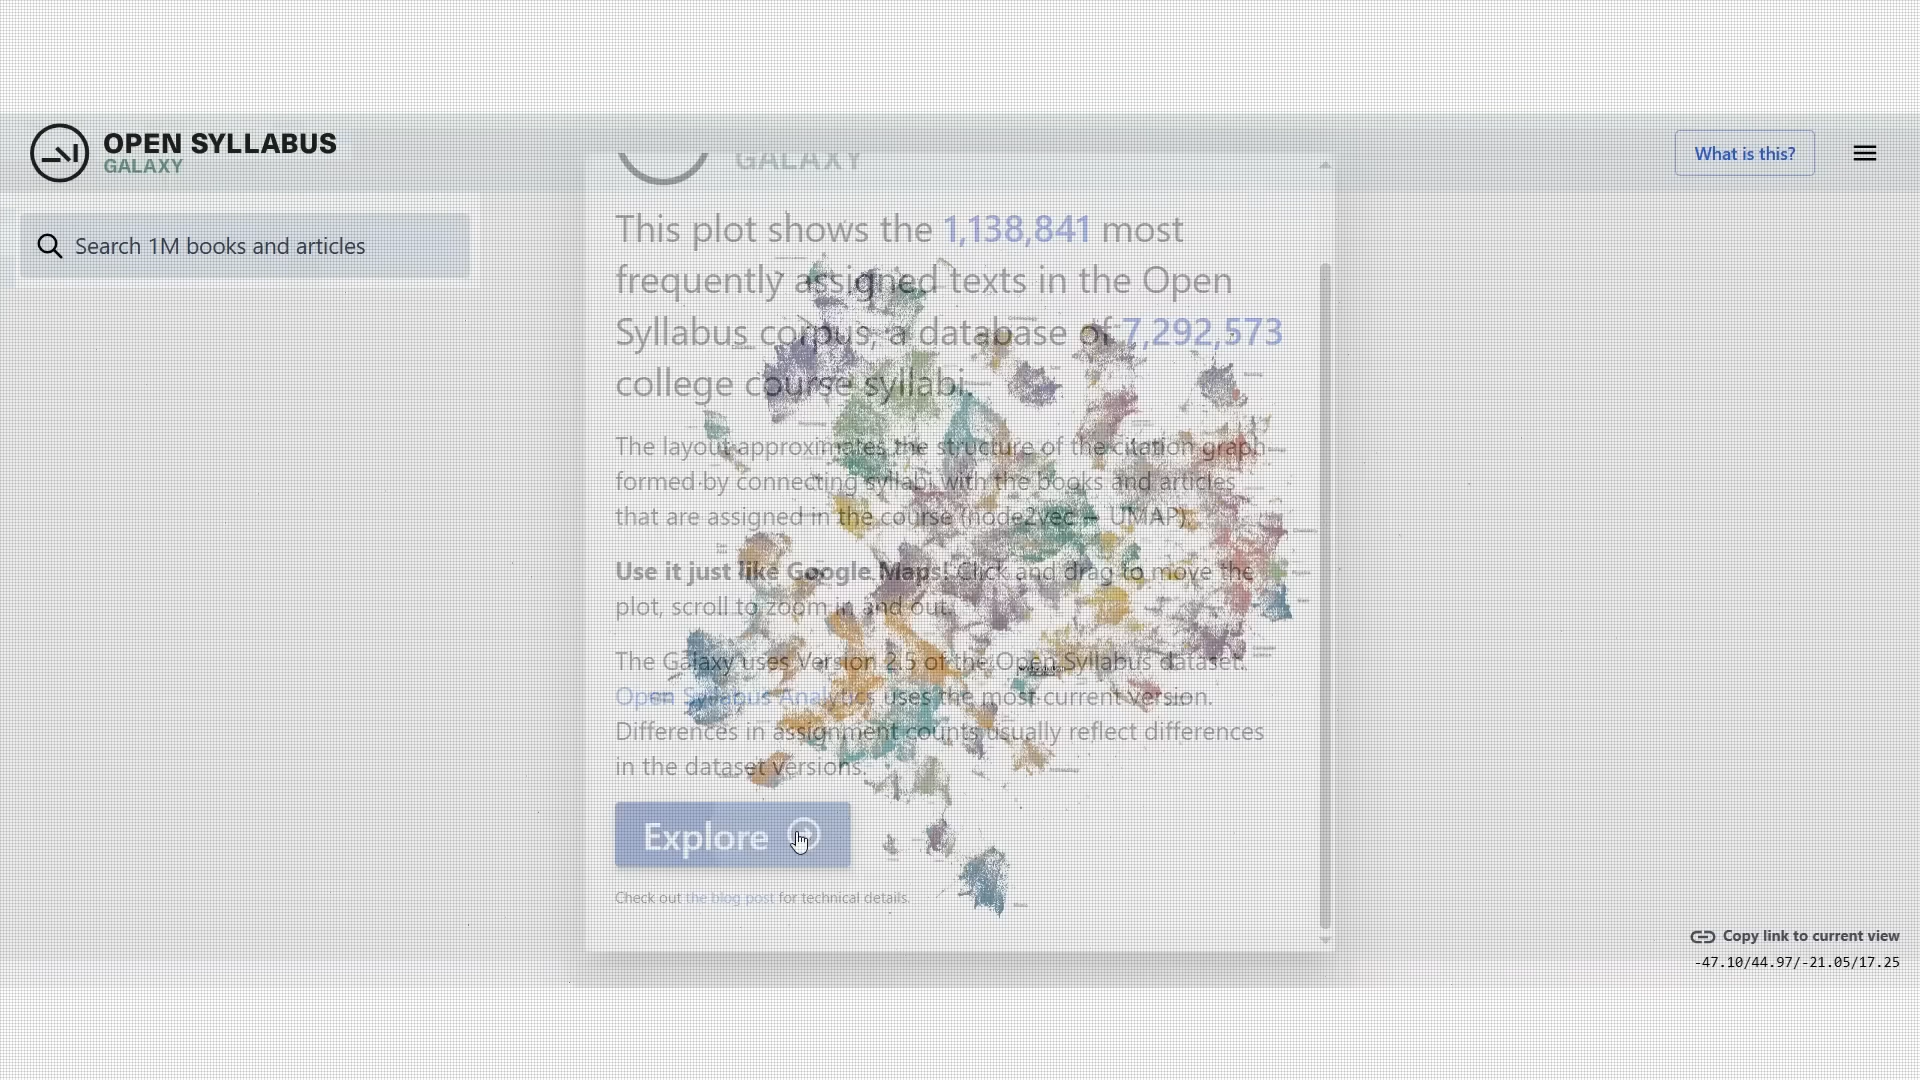 OPEN SYLLABUS
GALAXY
What is this?
Search 1M books and articles
GALAXY
This plot shows the 1,138,841 most
frequently assigned texts in the Open
Syllabus corpus, a database of 7,292,573
college course syllabi.
The layout approximates the structure of the citation graph
formed by connecting syllabi with the books and articles
that are assigned in the course (node2vec → UMAP).
Use it just like Google Maps! Click and drag to move the
plot, scroll to zoom in and out.
The Galaxy uses Version 2.5 of the Open Syllabus dataset.
Open Syllabus Analytics uses the most current version.
Differences in assignment counts usually reflect differences
in the dataset versions.
Explore
Check out the blog post for technical details.
Copy link to current view
-47.10/44.97/-21.05/17.25